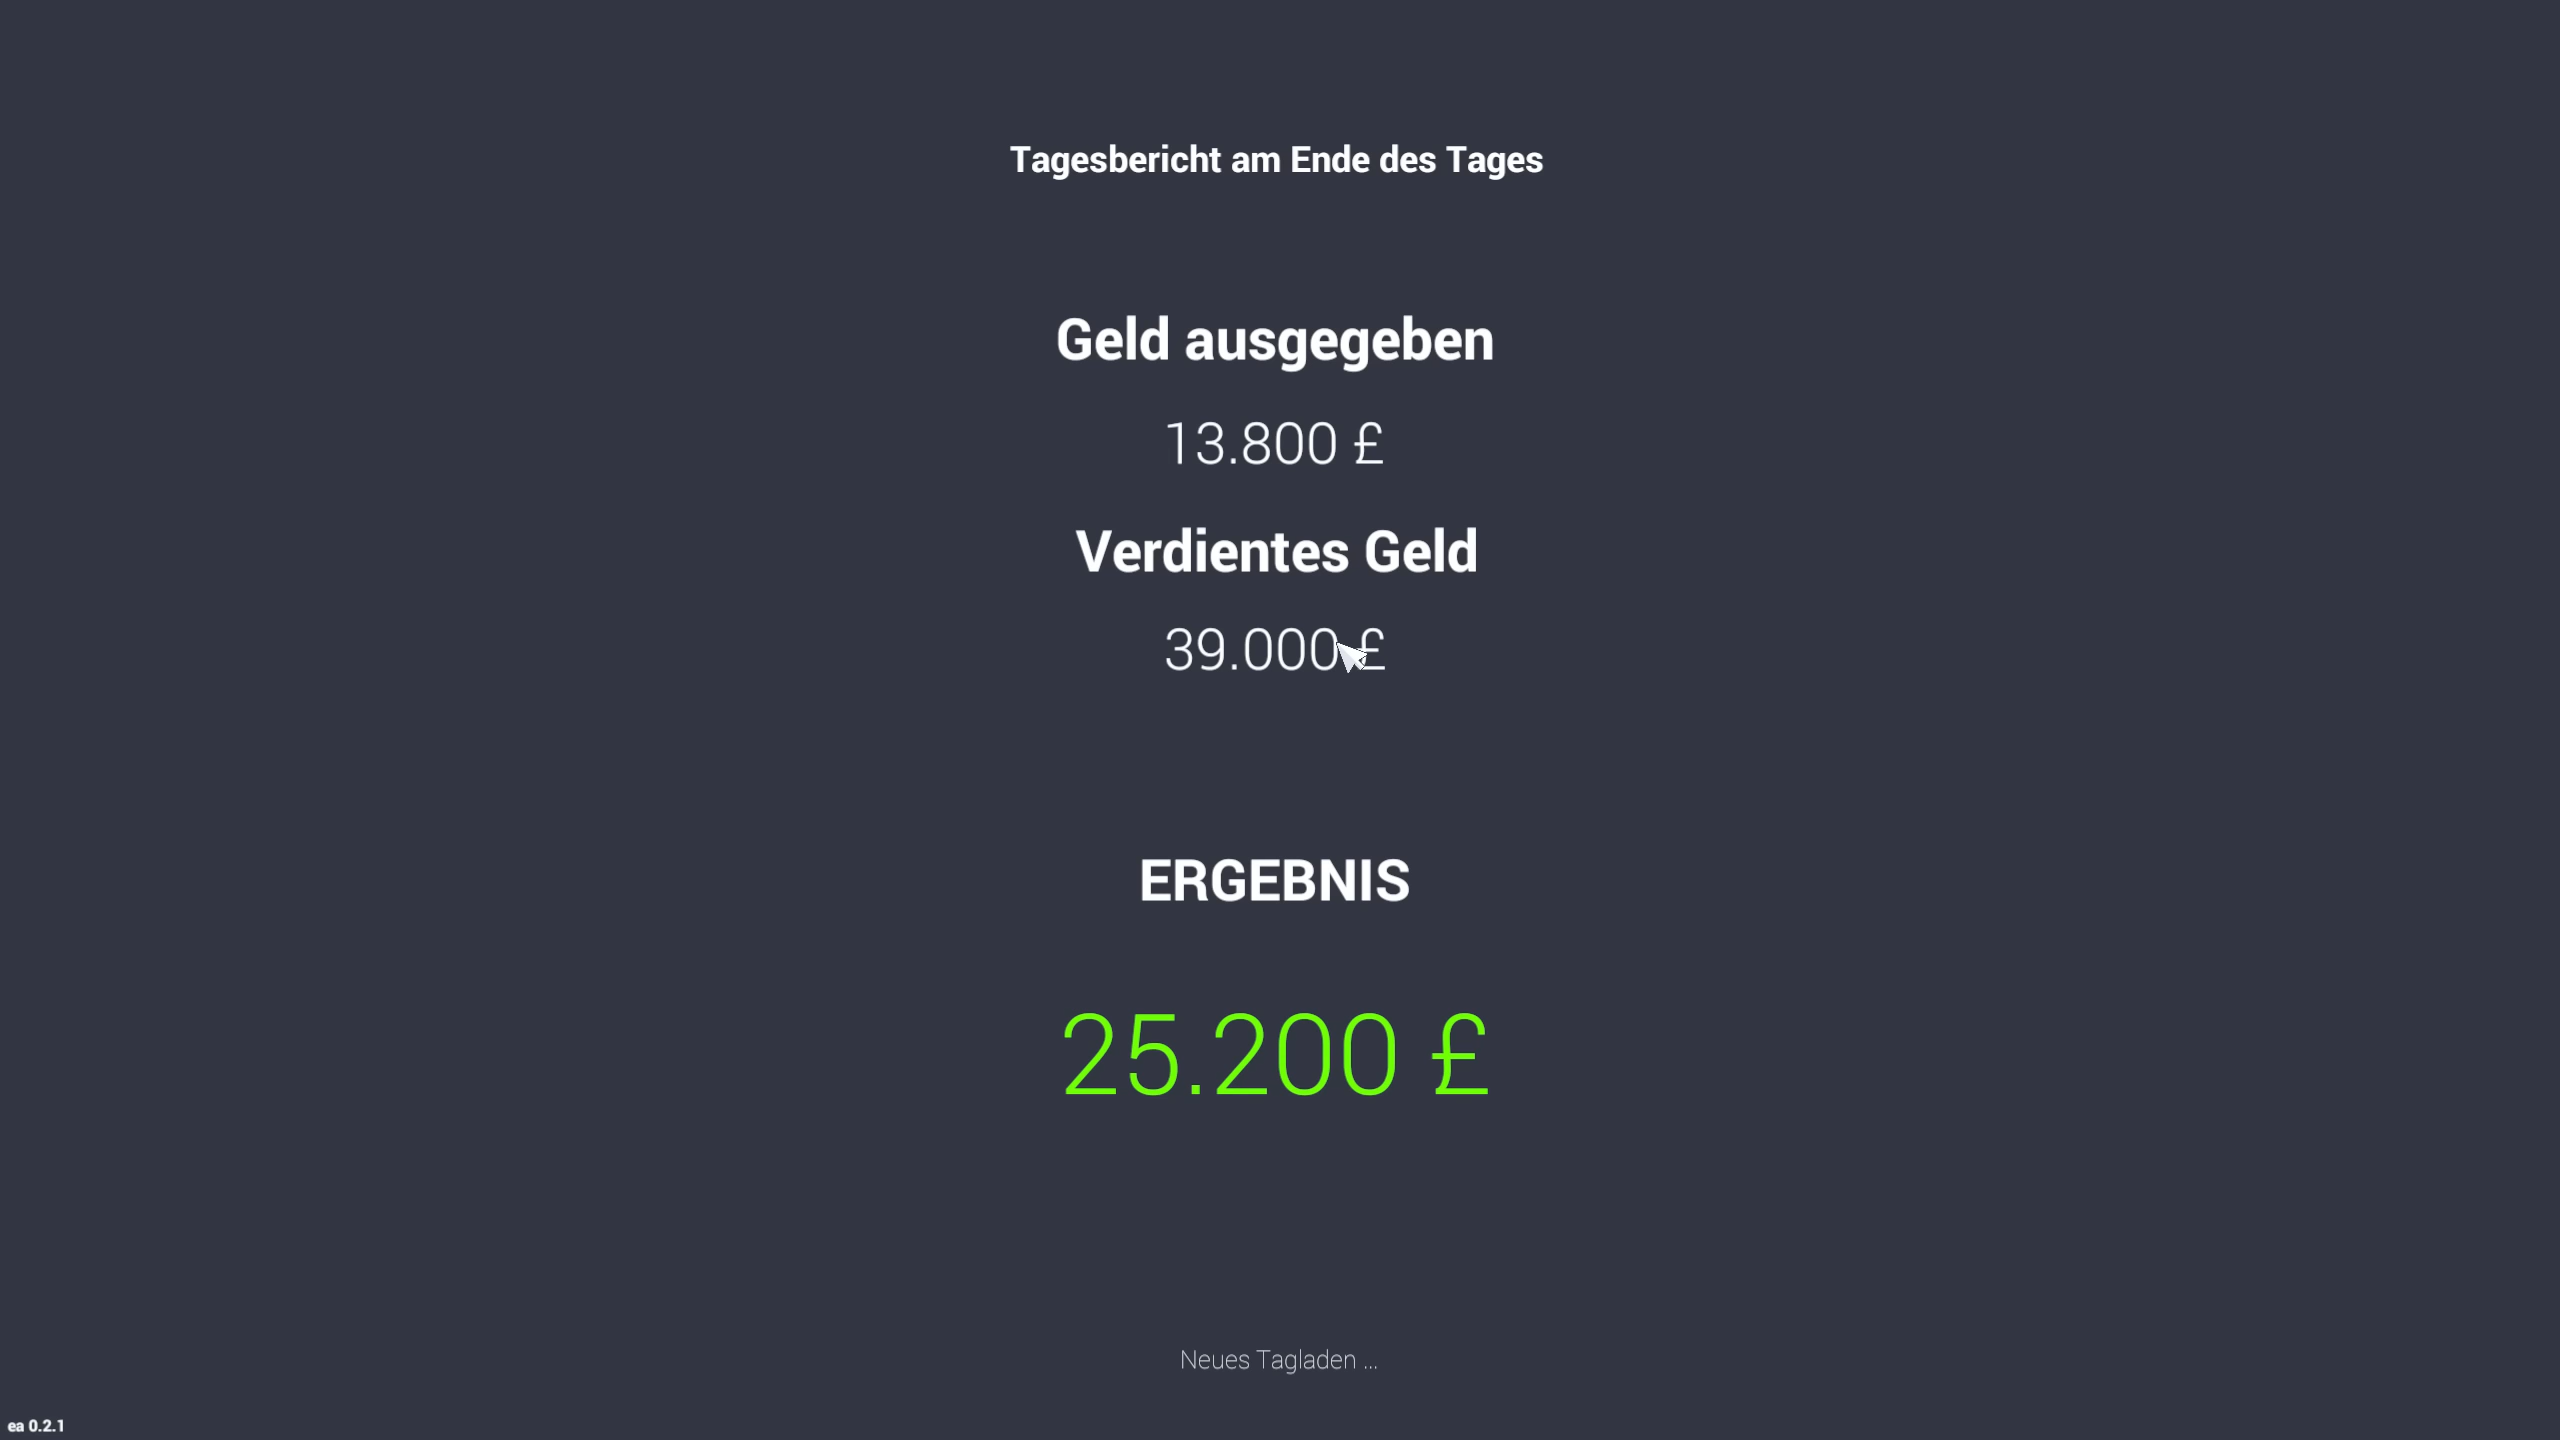 Tagesbericht am Ende des Tages
Geld ausgegeben
13.800 £
Verdientes Geld
39.000 £
ERGEBNIS
25.200 £
Neues Tagladen ...
ea 0.2.1